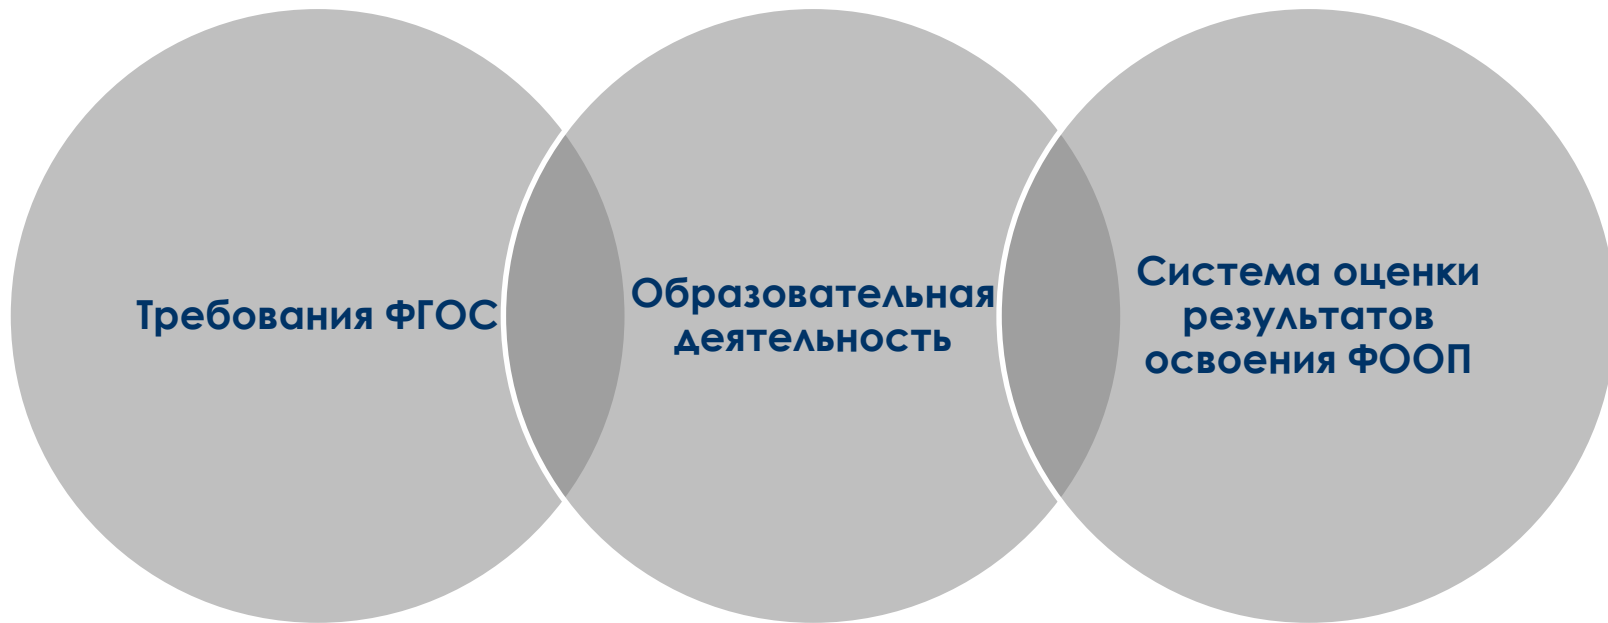 Требования ФГОС
Образовательная
деятельность
Система оценки
результатов
освоения ФООП